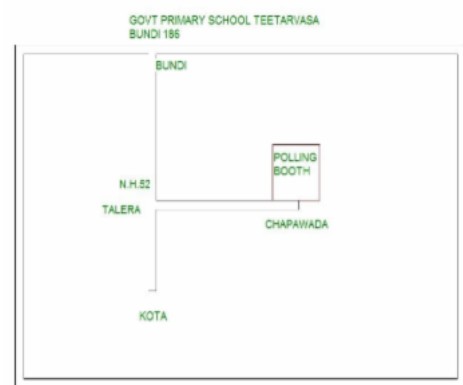 GOVT PRIMARY SCHOOL TEETARVASA
BUNDI 186
BUNDI
POLLING
BOOTH
N.H.52
TALERA
CHAPAWADA
KOTA